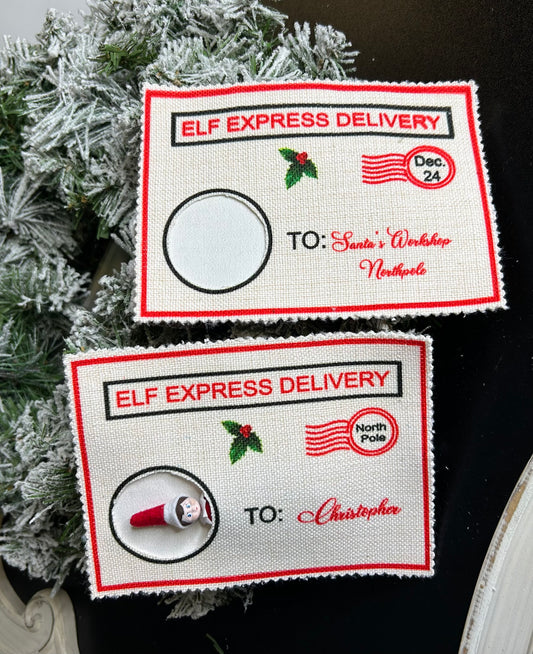 ELF EXPRESS DELIVERY
Dec.
24
TO: Santa's Workshop
Northpole
ELF EXPRESS DELIVERY
North
Pole
TO: Christopher